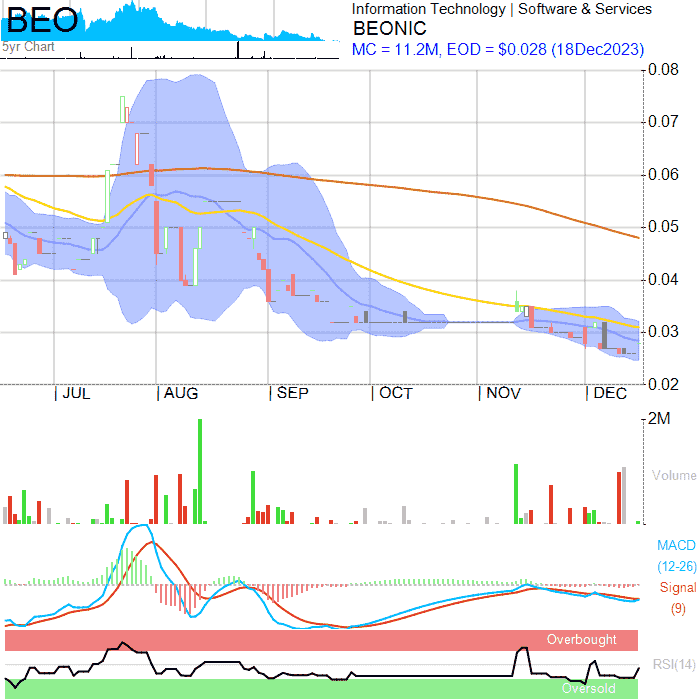 BEO
5yr Chart
Information Technology | Software & Services
BEONIC
MC = 11.2M, EOD = $0.028 (18Dec2023)
0.08
0.07
0.06
0.05
0.04
0.03
0.02
| JUL | AUG | SEP | OCT | NOV | DEC
2M
Volume
MACD
(12-26)
Signal
(9)
Overbought
RSI(14)
Oversold